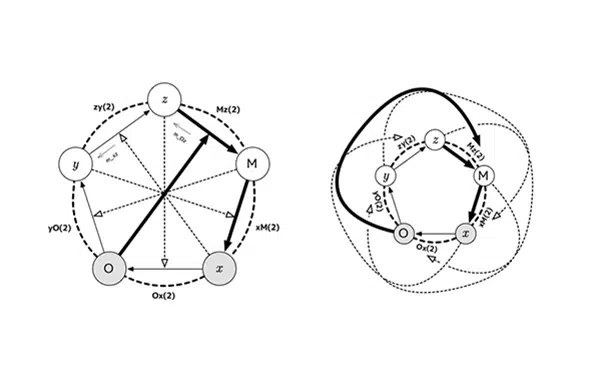 z
zy(2)
Mz(2)
y
M
yO(2)
xM(2)
O
x
Ox(2)
z
zy(2)
Mz(2)
y
M
yO(2)
xM(2)
O
x
Ox(2)